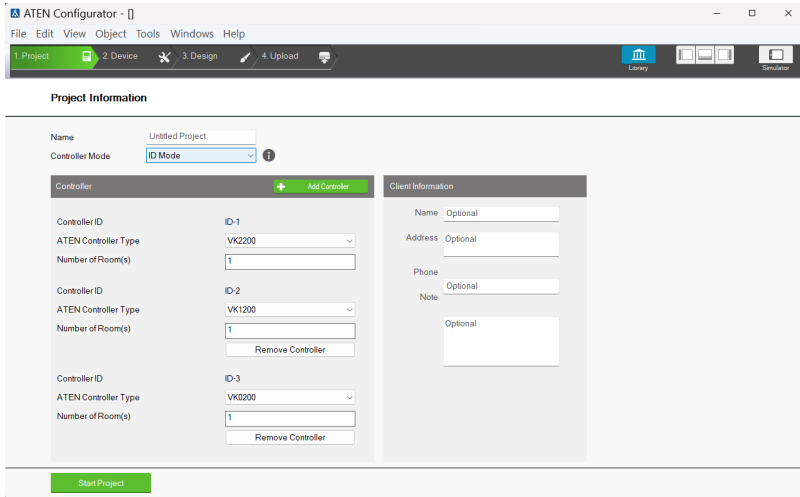 ATEN Configurator - []
File Edit View Object Tools Windows Help
1. Project 2. Device 3. Design 4. Upload Library Simulator
Project Information
Name Untitled Project
Controller Mode ID Mode
Controller Add Controller
Controller ID ID-1
ATEN Controller Type VK2200
Number of Room(s) 1
Controller ID ID-2
ATEN Controller Type VK1200
Number of Room(s) 1
Remove Controller
Controller ID ID-3
ATEN Controller Type VK0200
Number of Room(s) 1
Remove Controller
Client Information
Name Optional
Address Optional
Phone Optional
Note Optional
Start Project